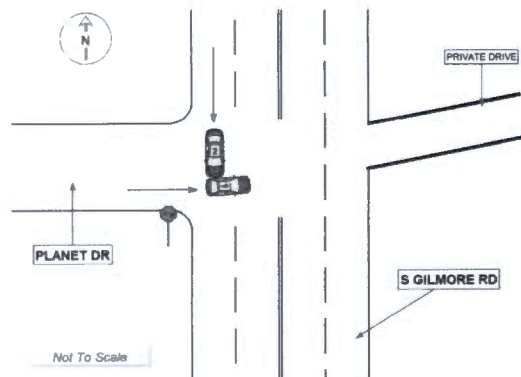 N
PRIVATE DRIVE
2
1
PLANET DR
S GILMORE RD
Not To Scale